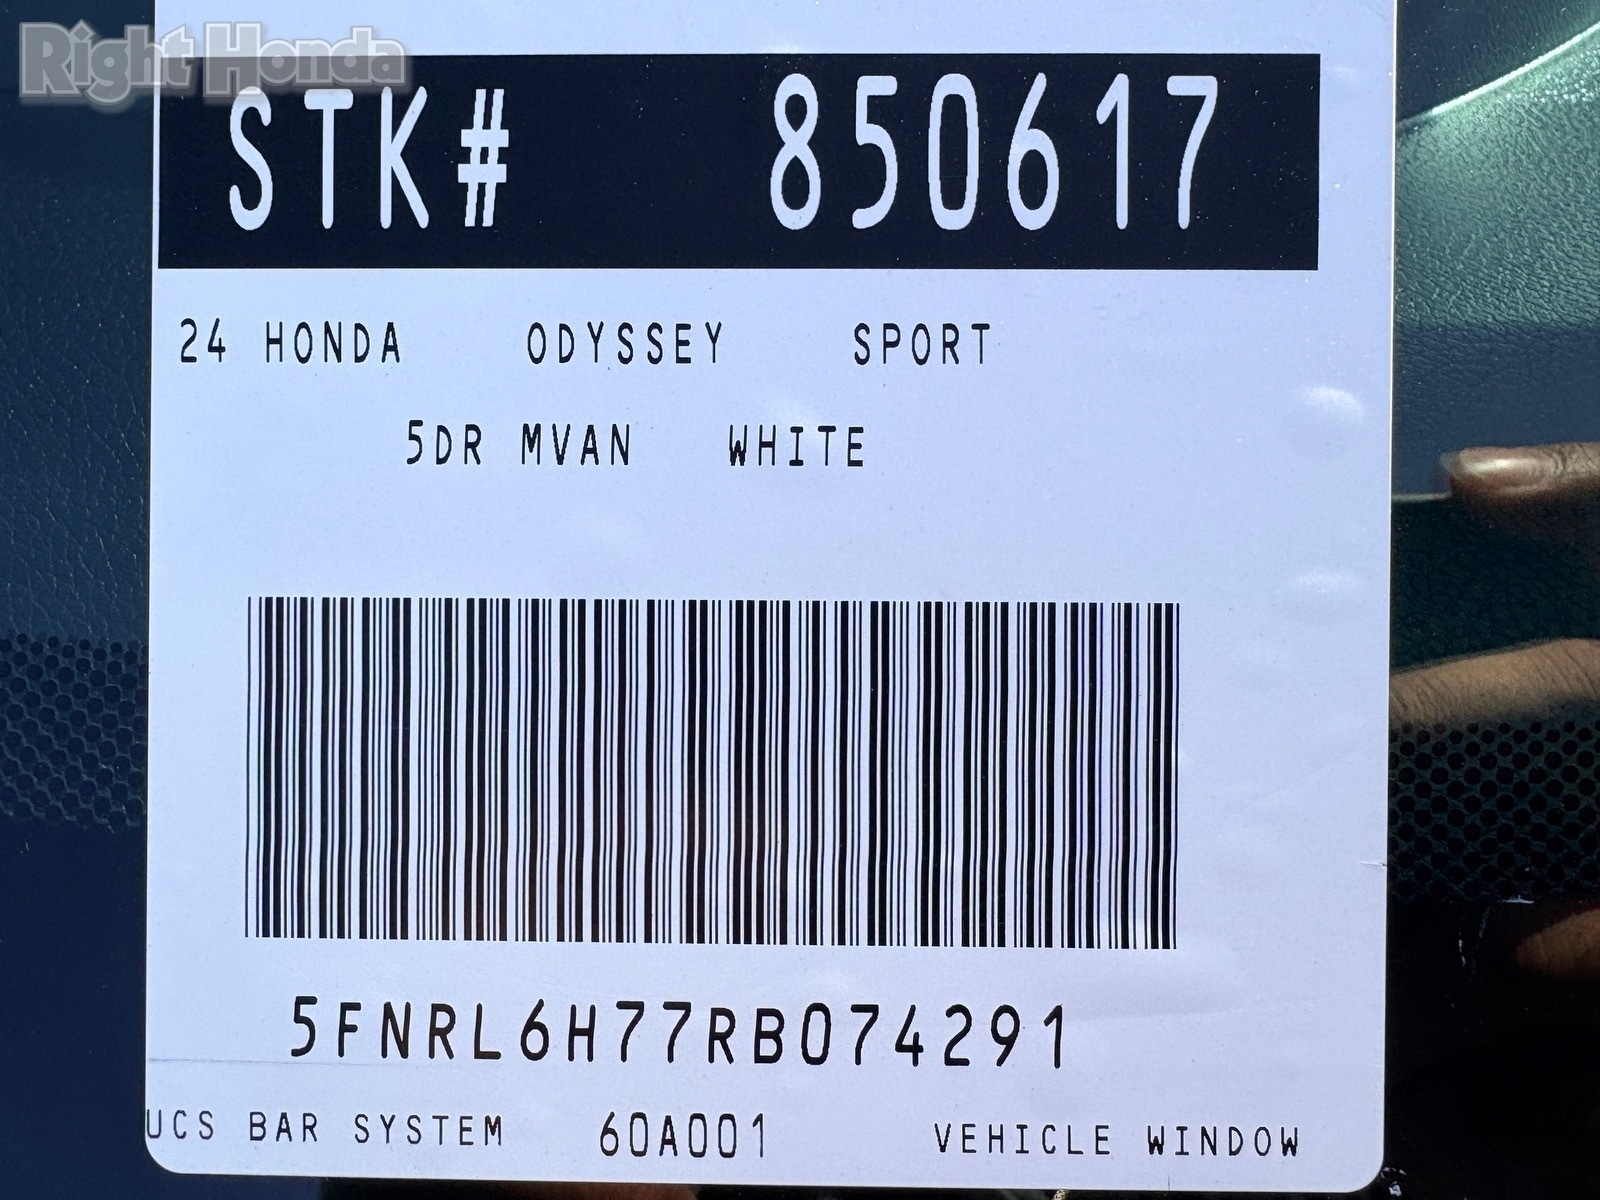 Right Honda
STK# 850617
24 HONDA ODYSSEY SPORT
5DR MVAN WHITE
5FNRL6H77RB074291
UCS BAR SYSTEM 60A001 VEHICLE WINDOW